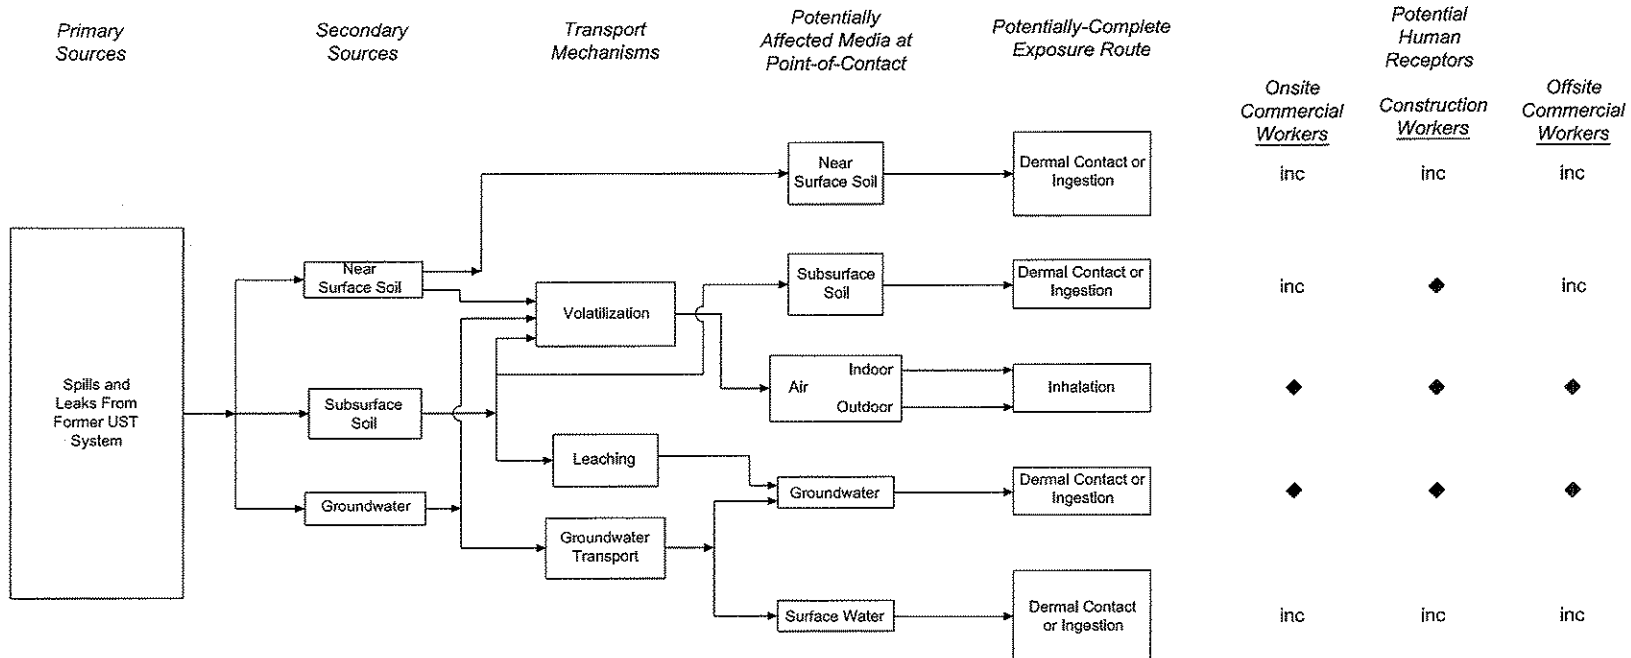 Primary
Sources
Secondary
Sources
Transport
Mechanisms
Potentially
Affected Media at
Point-of-Contact
Potentially-Complete
Exposure Route
Potential
Human
Receptors
Onsite
Commercial
Workers
Construction
Workers
Offsite
Commercial
Workers
Near
Surface Soil
Dermal Contact or
Ingestion
inc
inc
inc
Spills and
Leaks From
Former UST
System
Near
Surface Soil
Volatilization
Subsurface
Soil
Dermal Contact or
Ingestion
inc
◆
inc
Subsurface
Soil
Air
Indoor
Outdoor
Inhalation
◆
◆
◆
Leaching
Groundwater
Groundwater
Dermal Contact or
Ingestion
◆
◆
◆
Groundwater
Transport
Surface Water
Dermal Contact
or Ingestion
inc
inc
inc